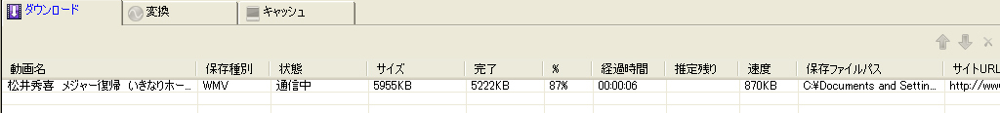 ダウンロード 変換 キャッシュ
動画名 保存種別 状態 サイズ 完了 % 経過時間 推定残り 速度 保存ファイルパス サイトURL
松井秀喜 メジャー復帰 いきなりホー... WMV 通信中 5955KB 5222KB 87% 00:00:06 870KB C:¥Documents and Settin... http://www